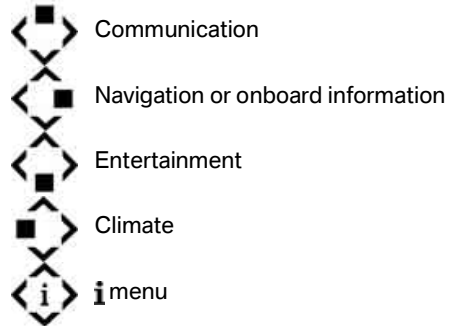 Communication
Navigation or onboard information
Entertainment
Climate
i i menu